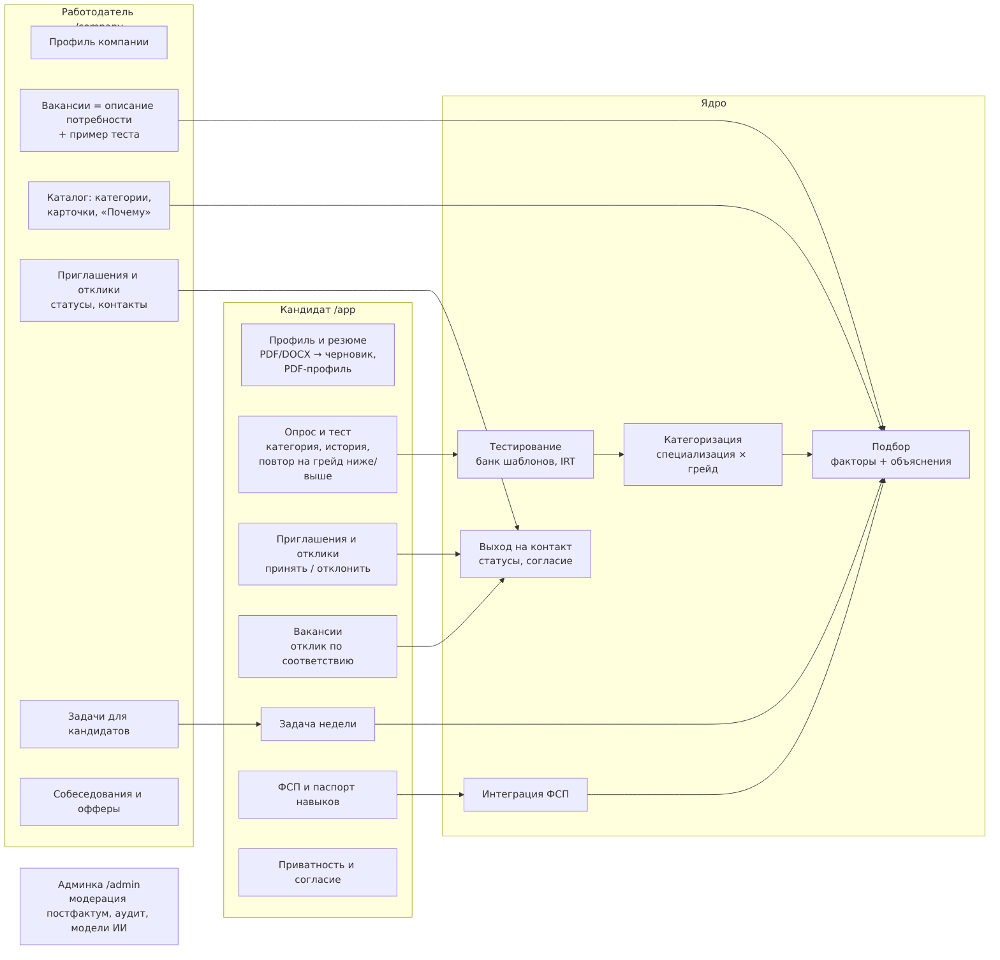 Работодатель
/company
Профиль компании
Вакансии = описание
потребности
+ пример теста
Каталог: категории,
карточки, «Почему»
Приглашения и
отклики
статусы, контакты
Задачи для
кандидатов
Собеседования и
офферы
Админка /admin
модерация
постфактум, аудит,
модели ИИ
Кандидат /app
Профиль и резюме
PDF/DOCX → черновик,
PDF-профиль
Опрос и тест
категория, история,
повтор на грейд ниже/
выше
Приглашения и
отклики
принять / отклонить
Вакансии
отклик по
соответствию
Задача недели
ФСП и паспорт
навыков
Приватность и
согласие
Ядро
Тестирование
банк шаблонов, IRT
Категоризация
специализация ×
грейд
Подбор
факторы + объяснения
Выход на контакт
статусы, согласие
Интеграция ФСП